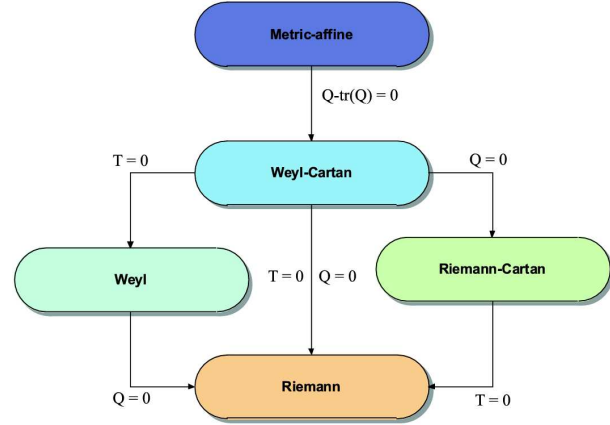 Metric-affine
Q-tr(Q) = 0
T = 0
Q = 0
Weyl-Cartan
Weyl
T = 0
Q = 0
Riemann-Cartan
Riemann
Q = 0
T = 0